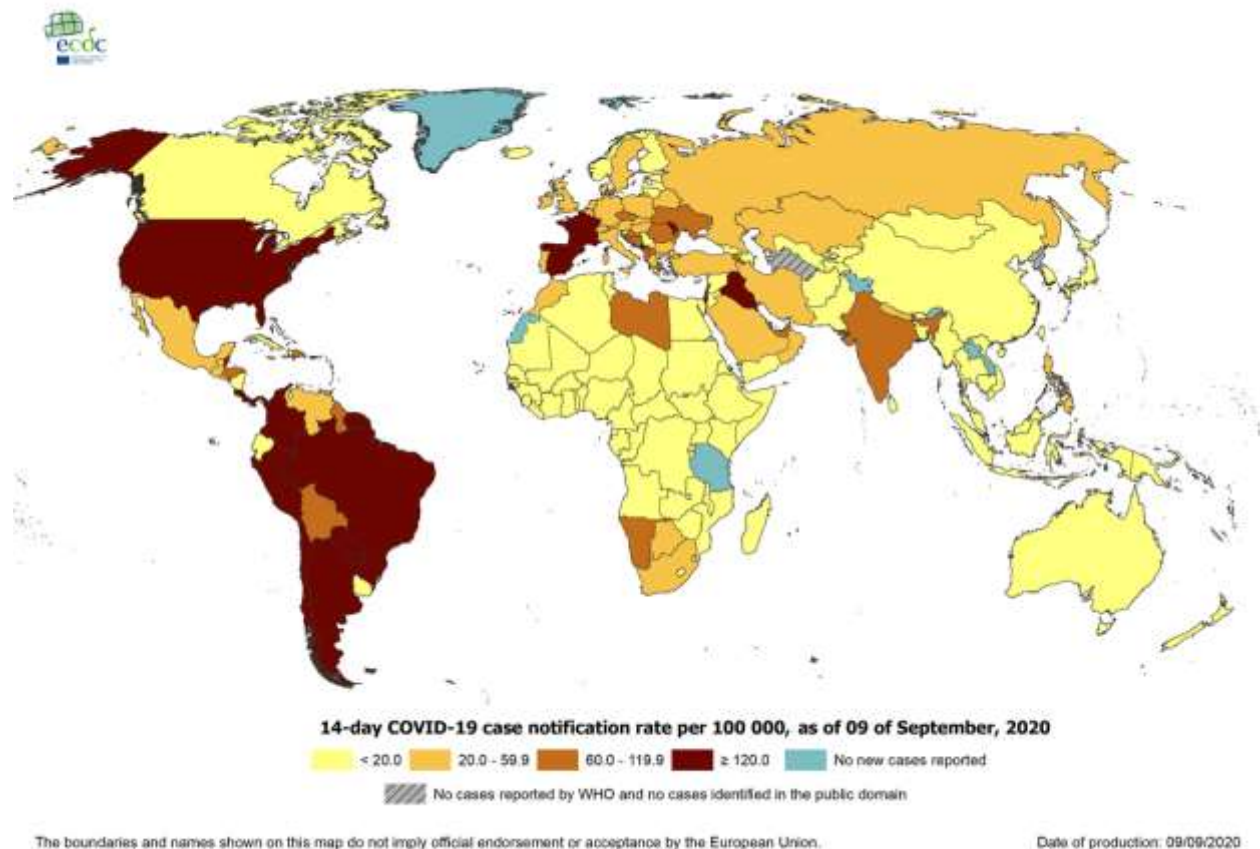 ecdc
14-day COVID-19 case notification rate per 100 000, as of 09 of September, 2020
< 20.0 20.0 - 59.9 60.0 - 119.9 ≥ 120.0 No new cases reported
No cases reported by WHO and no cases identified in the public domain
The boundaries and names shown on this map do not imply official endorsement or acceptance by the European Union. Date of production: 09/09/2020